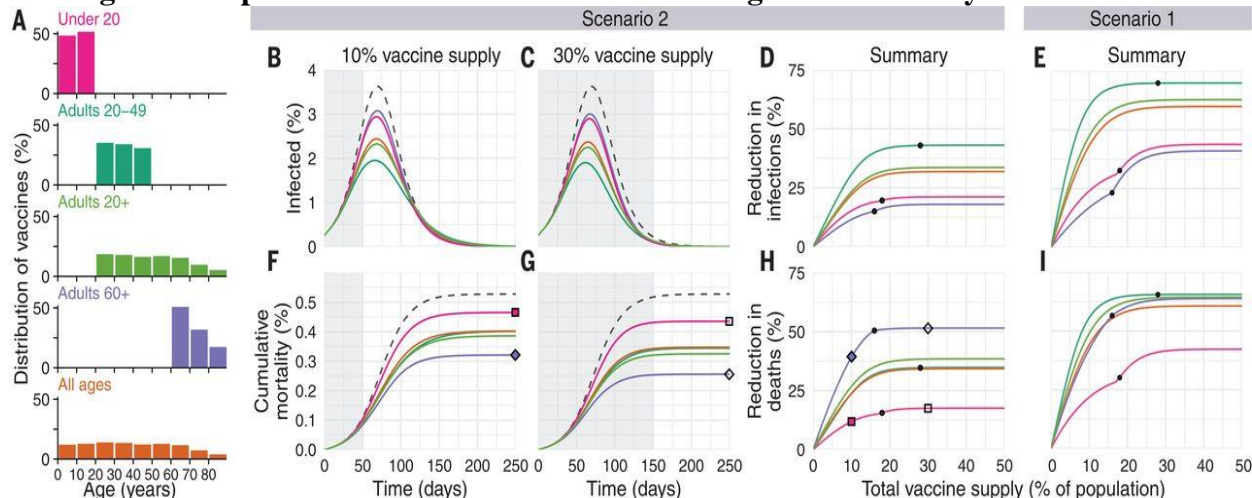 Scenario 2
Scenario 1
A
Under 20
50
0
Adults 20–49
50
0
Adults 20+
50
0
Adults 60+
50
0
All ages
50
0
0 10 20 30 40 50 60 70 80
Age (years)
Distribution of vaccines (%)
B
10% vaccine supply
4
3
2
1
0
Infected (%)
C
30% vaccine supply
D
Summary
75
50
25
0
Reduction in
infections (%)
E
Summary
F
0.5
0.4
0.3
0.2
0.1
0.0
Cumulative
mortality (%)
0 50 100 150 200 250
Time (days)
G
0 50 100 150 200 250
Time (days)
H
75
50
25
0
Reduction in
deaths (%)
0 10 20 30 40 50
I
0 10 20 30 40 50
Total vaccine supply (% of population)